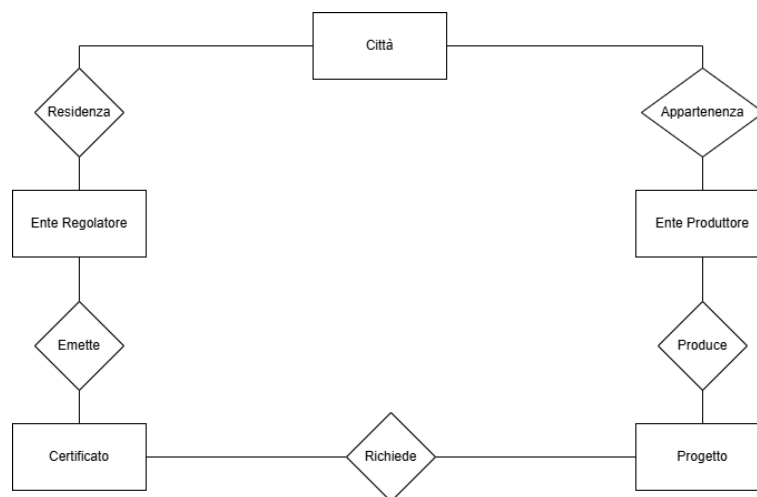 Città
Residenza
Appartenenza
Ente Regolatore
Ente Produttore
Emette
Produce
Certificato
Richiede
Progetto